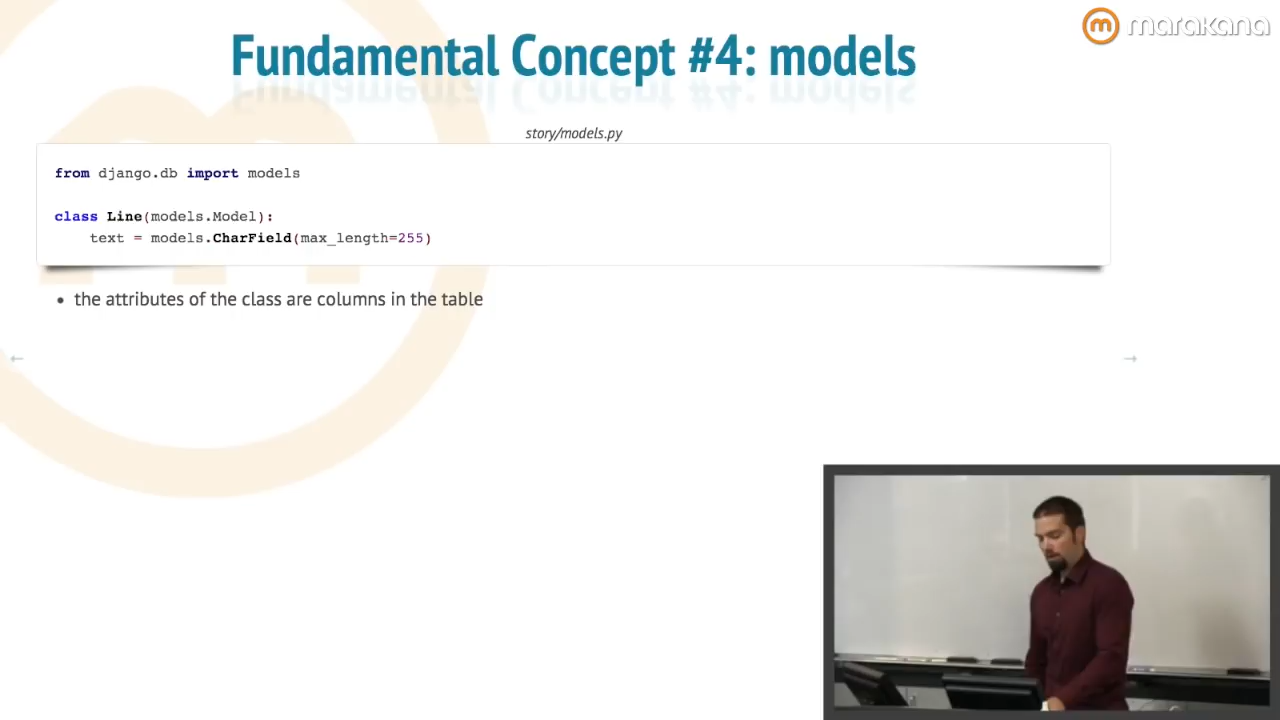 marakana
Fundamental Concept #4: models
story/models.py
from django.db import models
class Line(models.Model):
    text = models.CharField(max_length=255)
• the attributes of the class are columns in the table
← →